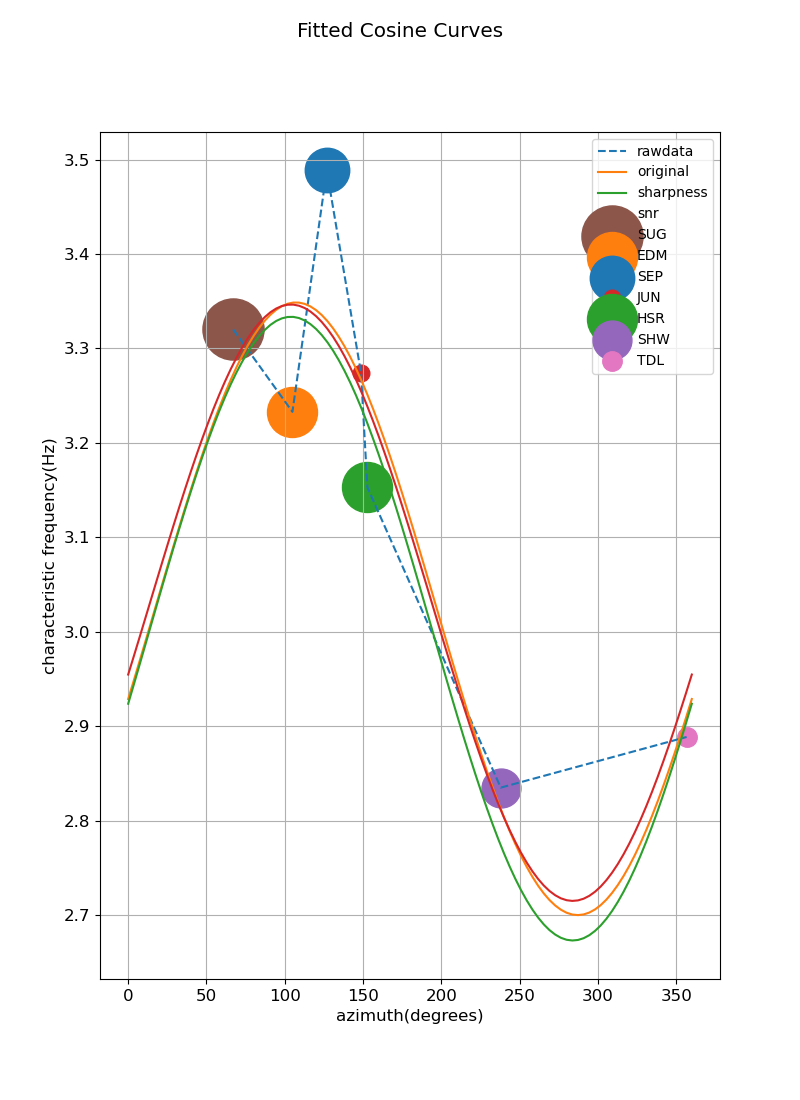 Fitted Cosine Curves
3.5
3.4
3.3
3.2
3.1
3.0
2.9
2.8
2.7
characteristic frequency(Hz)
rawdata
original
sharpness
snr
SUG
EDM
SEP
JUN
HSR
SHW
TDL
0 50 100 150 200 250 300 350
azimuth(degrees)